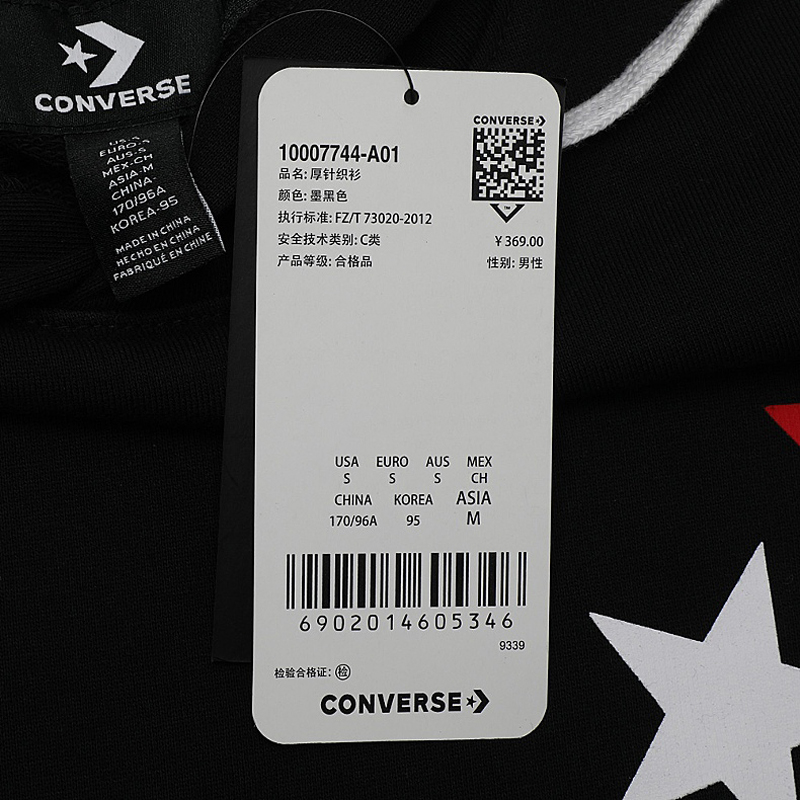 CONVERSE
USA-S
EURO-S
AUS-S
MEX-CH
ASIA-M
CHINA-
170/96A
KOREA-95
MADE IN CHINA
HECHO EN CHINA
FABRIQUÉ EN CHINE
CONVERSE
10007744-A01
品名: 厚针织衫
颜色: 墨黑色
执行标准: FZ/T 73020-2012
安全技术类别: C类
¥ 369.00
产品等级: 合格品
性别: 男性
USA EURO AUS MEX
S S S CH
CHINA KOREA ASIA
170/96A 95 M
6902014605346
9339
检验合格证: 检
CONVERSE